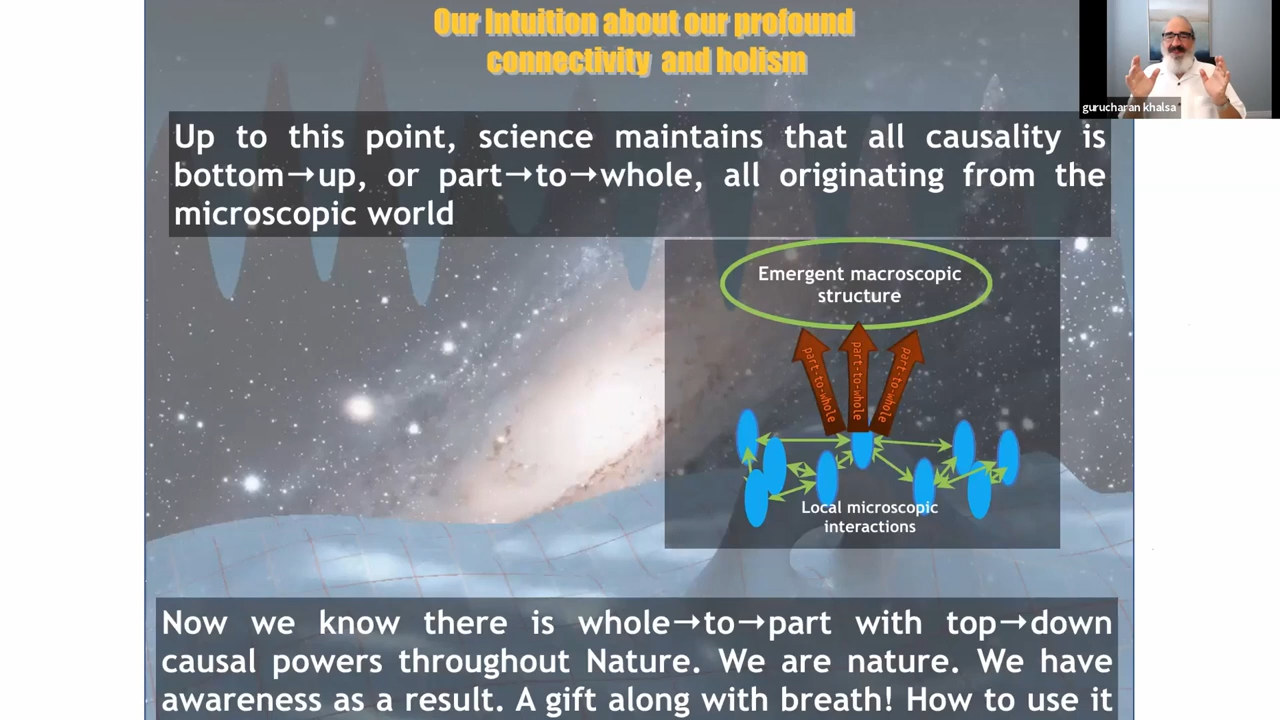 Our Intuition about our profound
connectivity and holism
gurucharan khalsa
Up to this point, science maintains that all causality is
bottom→up, or part→to→whole, all originating from the
microscopic world
Emergent macroscopic
structure
part-to-whole
part-to-whole
part-to-whole
Local microscopic
interactions
Now we know there is whole→to→part with top→down
causal powers throughout Nature. We are nature. We have
awareness as a result. A gift along with breath! How to use it